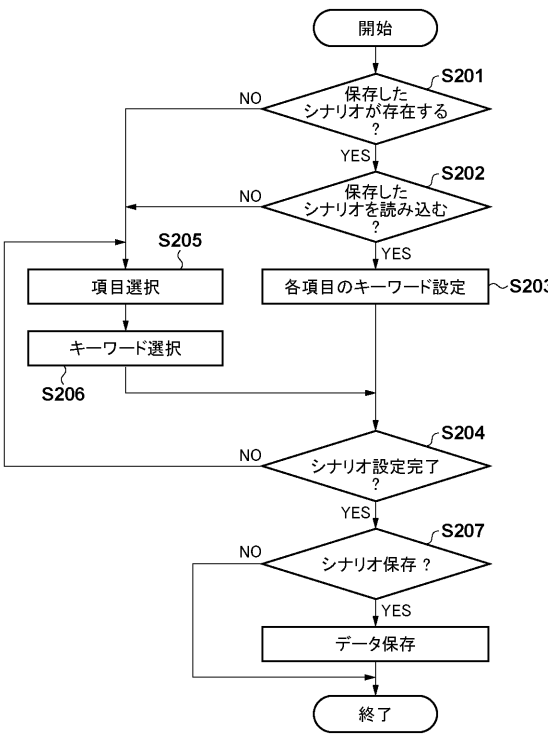 開始
S201
保存した
シナリオが存在する
?
NO
YES
S202
保存した
シナリオを読み込む
?
NO
YES
S205
項目選択
各項目のキーワード設定
S203
キーワード選択
S206
S204
シナリオ設定完了
?
NO
YES
S207
シナリオ保存 ?
NO
YES
データ保存
終了